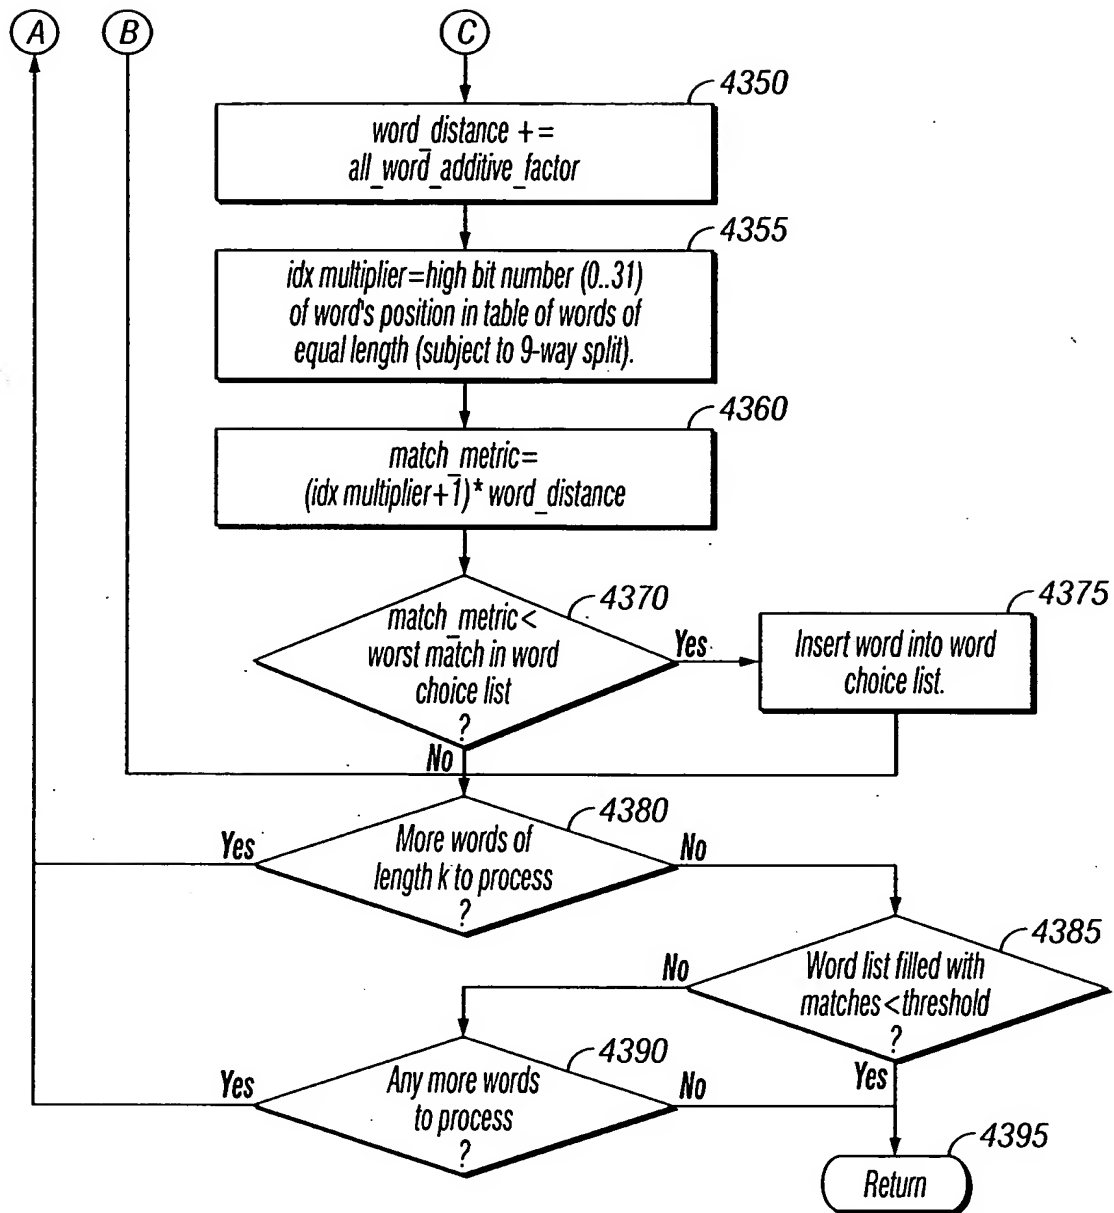 A
B
C
4350
word_distance +=
all_word_additive_factor
4355
idx multiplier=high bit number (0..31)
of word's position in table of words of
equal length (subject to 9-way split).
4360
match_metric=
(idx multiplier+1)* word_distance
4370
match_metric<
worst match in word
choice list
?
Yes
4375
Insert word into word
choice list.
No
4380
Yes
More words of
length k to process
?
No
4385
No
Word list filled with
matches<threshold
?
Yes
4390
Yes
Any more words
to process
?
No
4395
Return